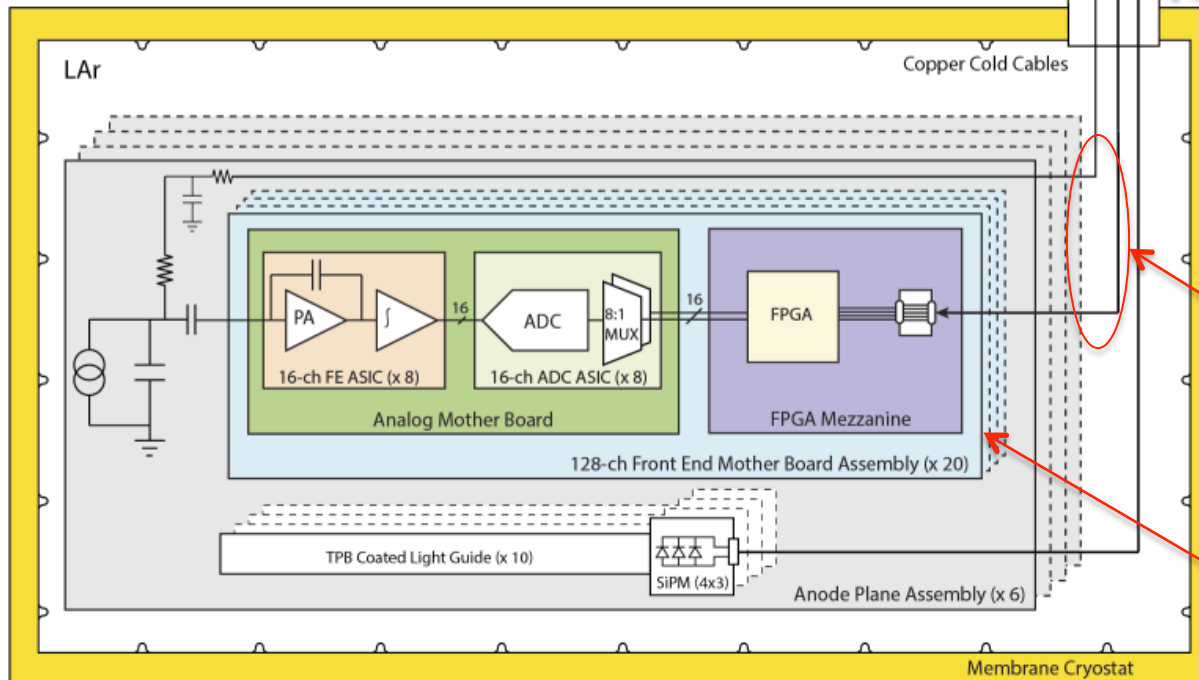 LAr
Copper Cold Cables
PA
∫
16
ADC
8:1
MUX
16
FPGA
16-ch FE ASIC (x 8)
16-ch ADC ASIC (x 8)
Analog Mother Board
FPGA Mezzanine
128-ch Front End Mother Board Assembly (x 20)
TPB Coated Light Guide (x 10)
SiPM (4x3)
Anode Plane Assembly (x 6)
Membrane Cryostat